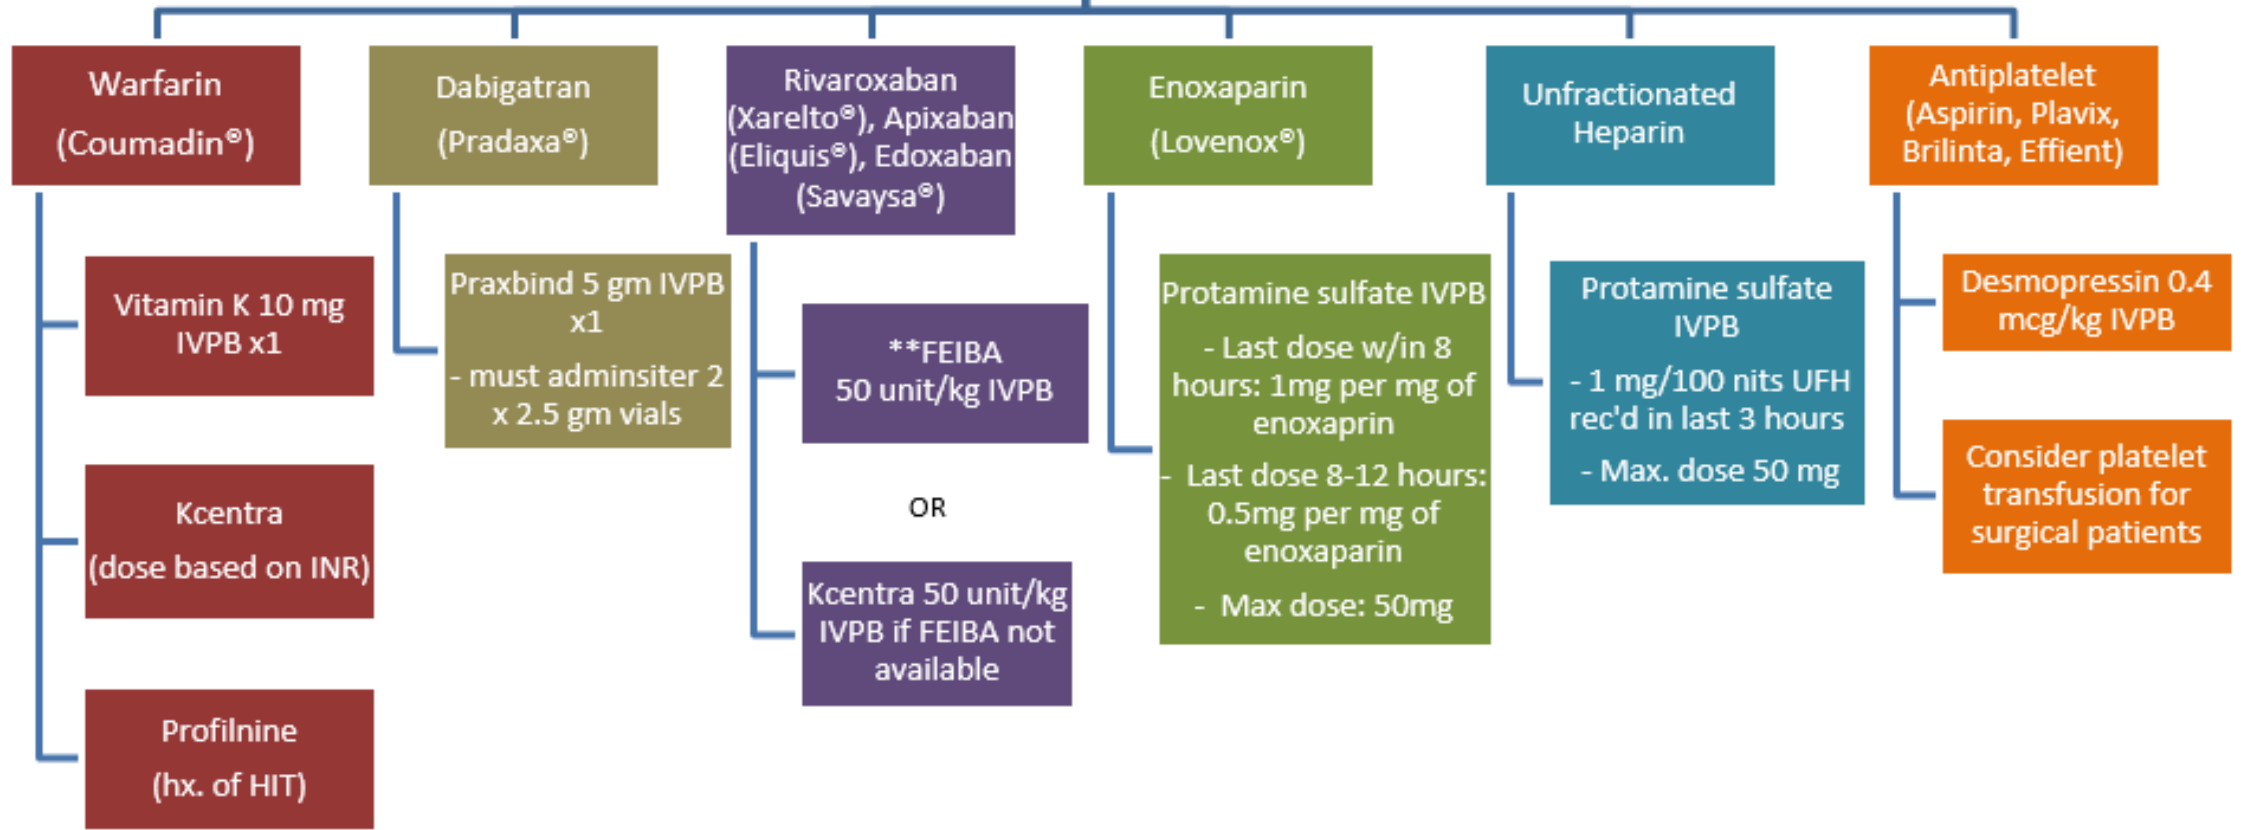 Warfarin
(Coumadin®)
Vitamin K 10 mg
IVPB x1
Kcentra
(dose based on INR)
Profilnine
(hx. of HIT)
Dabigatran
(Pradaxa®)
Praxbind 5 gm IVPB
x1
- must adminsiter 2
x 2.5 gm vials
Rivaroxaban
(Xarelto®), Apixaban
(Eliquis®), Edoxaban
(Savaysa®)
**FEIBA
50 unit/kg IVPB
OR
Kcentra 50 unit/kg
IVPB if FEIBA not
available
Enoxaparin
(Lovenox®)
Protamine sulfate IVPB
- Last dose w/in 8
hours: 1mg per mg of
enoxaprin
- Last dose 8-12 hours:
0.5mg per mg of
enoxaparin
- Max dose: 50mg
Unfractionated
Heparin
Protamine sulfate
IVPB
- 1 mg/100 nits UFH
rec'd in last 3 hours
- Max. dose 50 mg
Antiplatelet
(Aspirin, Plavix,
Brilinta, Effient)
Desmopressin 0.4
mcg/kg IVPB
Consider platelet
transfusion for
surgical patients